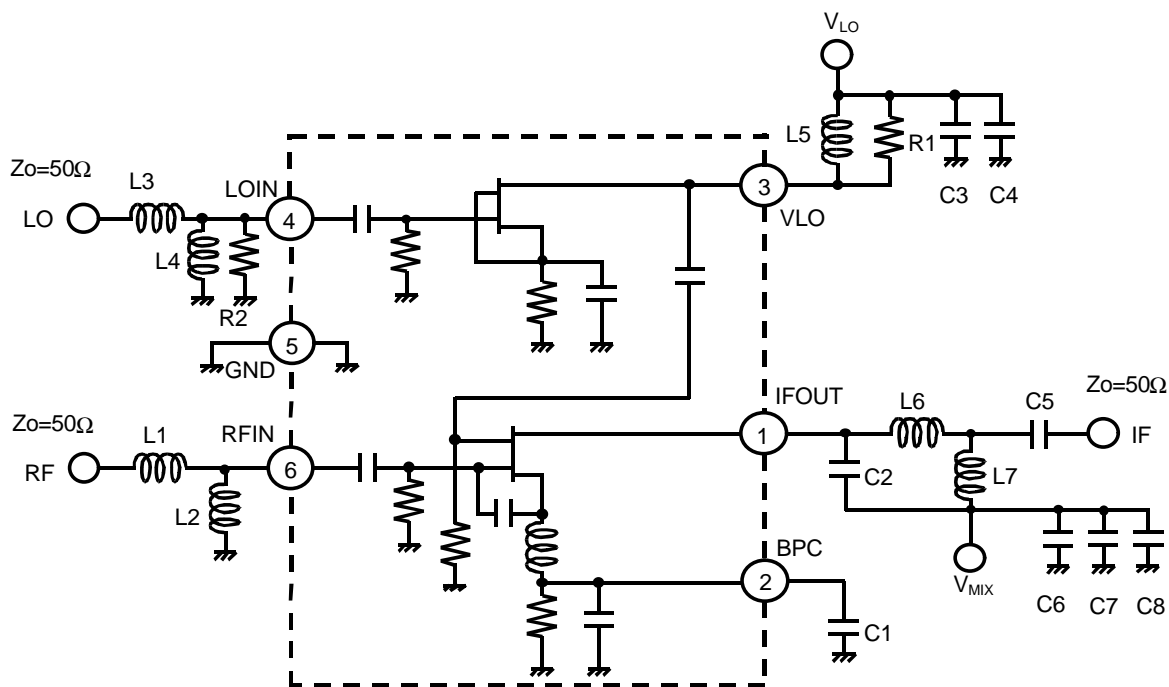 VLO
L5
R1
C3 C4
Zo=50Ω
L3
LOIN
LO
4
3
VLO
L4
R2
5
GND
Zo=50Ω
L1
RFIN
RF
6
L2
IFOUT
1
L6
C5
Zo=50Ω
IF
C2
L7
BPC
2
C1
VMIX
C6 C7 C8